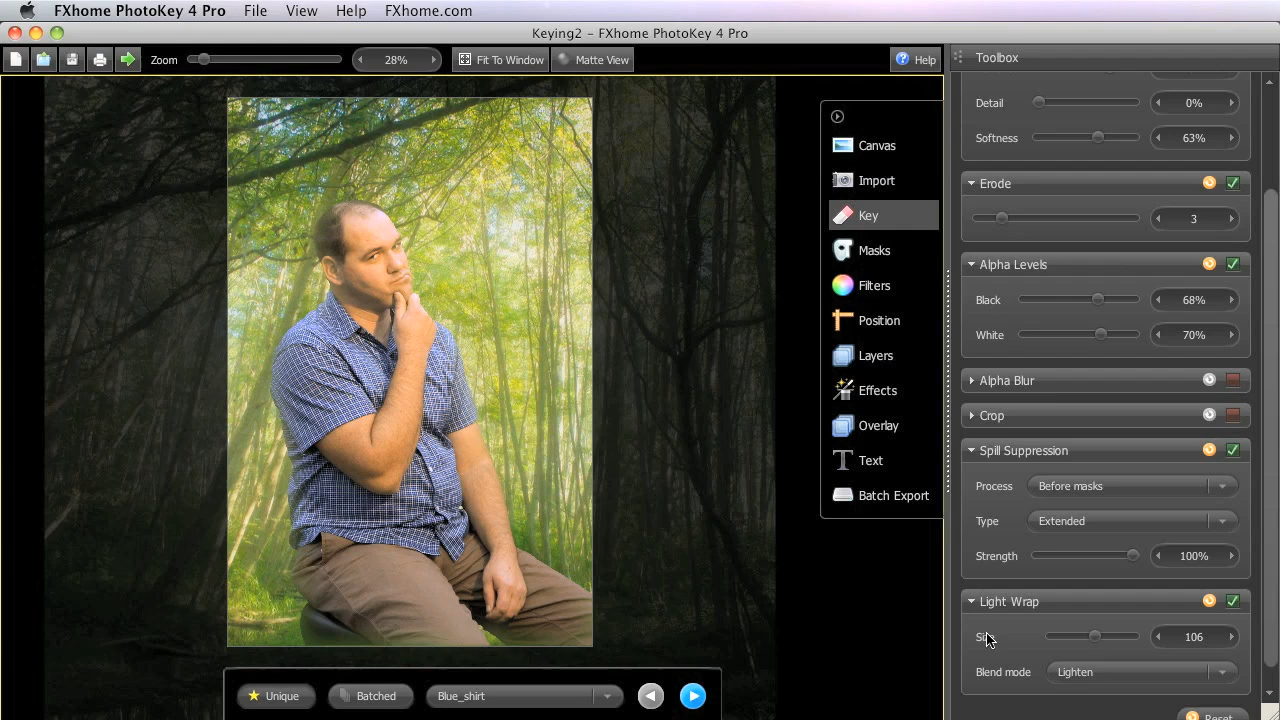 FXhome PhotoKey 4 Pro File View Help FXhome.com
Keying2 – FXhome PhotoKey 4 Pro
Zoom 28% Fit To Window Matte View Help
Toolbox
Detail 0%
Softness 63%
Erode
3
Alpha Levels
Black 68%
White 70%
Alpha Blur
Crop
Spill Suppression
Process Before masks
Type Extended
Strength 100%
Light Wrap
106
Blend mode Lighten
Reset
Canvas
Import
Key
Masks
Filters
Position
Layers
Effects
Overlay
Text
Batch Export
Unique Batched Blue_shirt